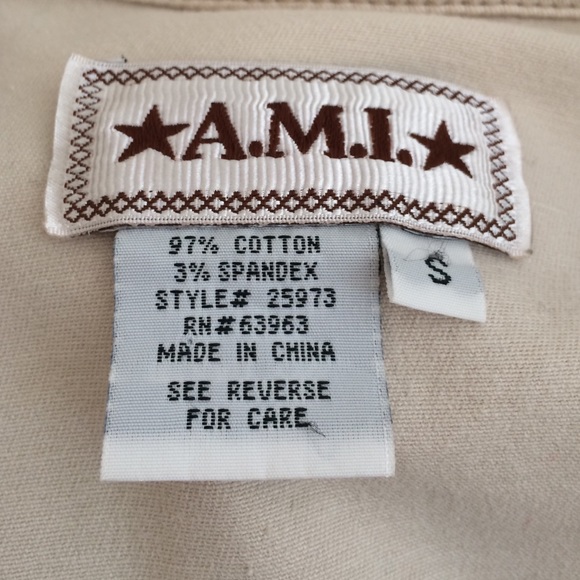 ★A.M.I.★
97% COTTON
3% SPANDEX
STYLE# 25973
RN#63963
MADE IN CHINA
SEE REVERSE
FOR CARE
S